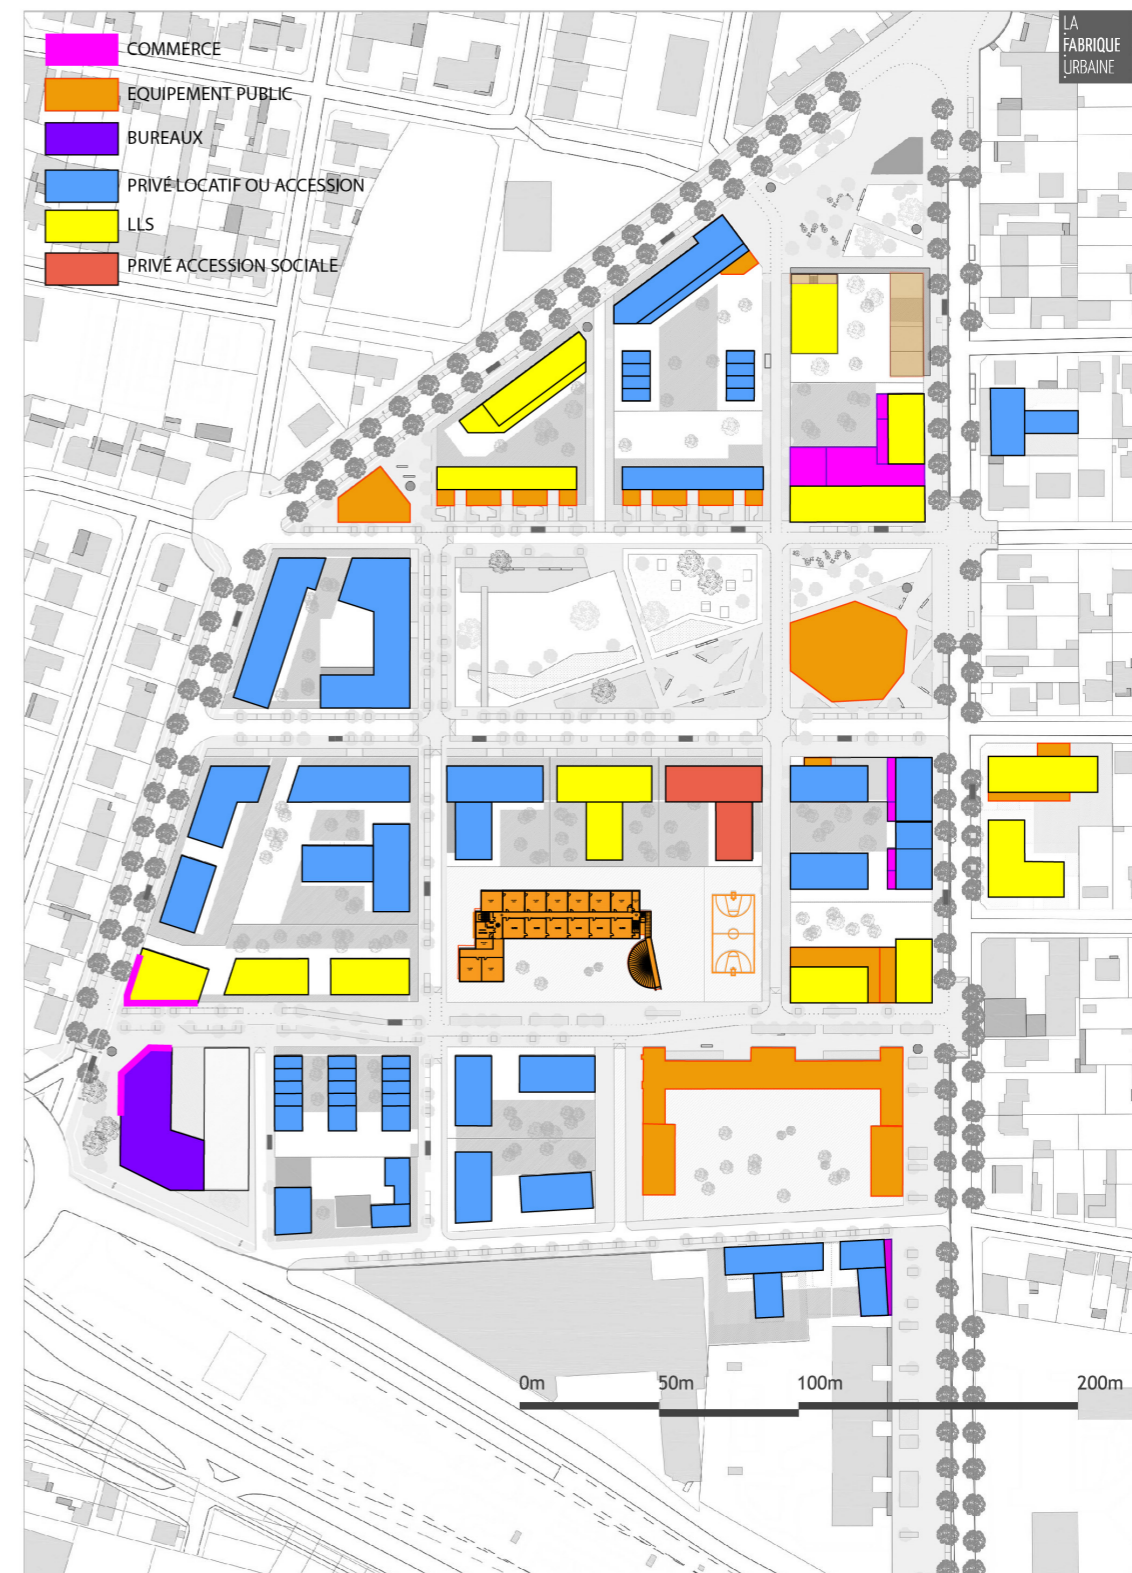 LA
FABRIQUE
URBAINE
COMMERCE
EQUIPEMENT PUBLIC
BUREAUX
PRIVÉ LOCATIF OU ACCESSION
LLS
PRIVÉ ACCESSION SOCIALE
0m 50m 100m 200m